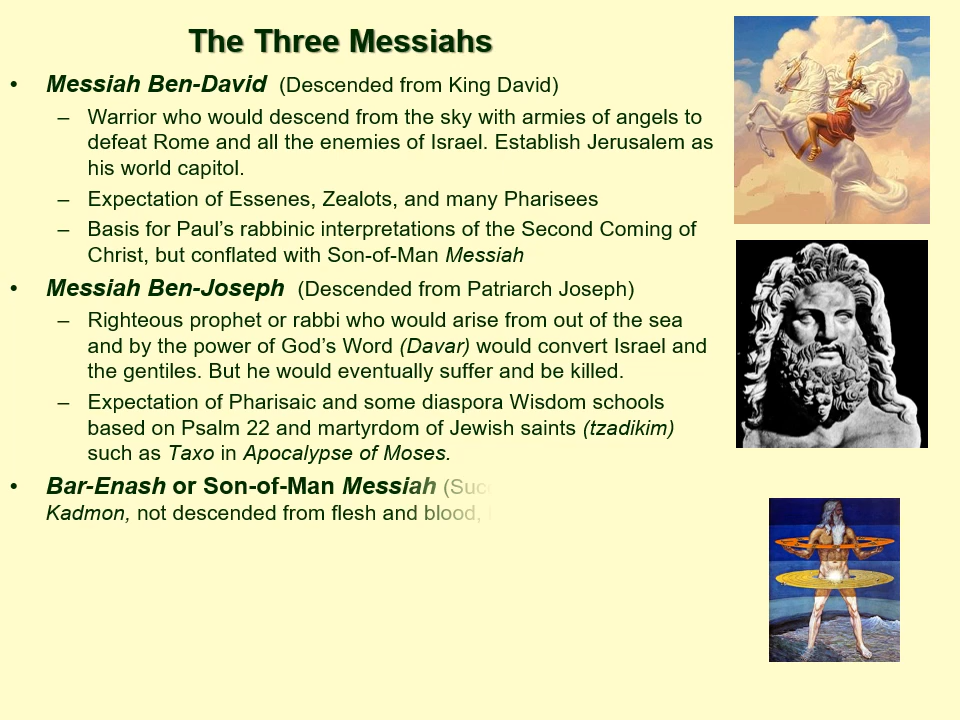 The Three Messiahs
• Messiah Ben-David (Descended from King David)
– Warrior who would descend from the sky with armies of angels to
defeat Rome and all the enemies of Israel. Establish Jerusalem as
his world capitol.
– Expectation of Essenes, Zealots, and many Pharisees
– Basis for Paul’s rabbinic interpretations of the Second Coming of
Christ, but conflated with Son-of-Man Messiah
• Messiah Ben-Joseph (Descended from Patriarch Joseph)
– Righteous prophet or rabbi who would arise from out of the sea
and by the power of God’s Word (Davar) would convert Israel and
the gentiles. But he would eventually suffer and be killed.
– Expectation of Pharisaic and some diaspora Wisdom schools
based on Psalm 22 and martyrdom of Jewish saints (tzadikim)
such as Taxo in Apocalypse of Moses.
• Bar-Enash or Son-of-Man Messiah
Kadmon, not descended from flesh and blood,